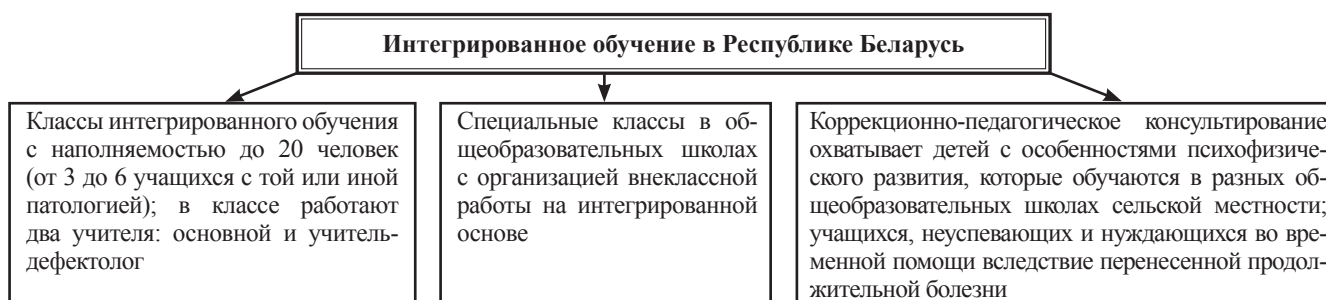 Интегрированное обучение в Республике Беларусь
Классы интегрированного обучения
с наполняемостью до 20 человек
(от 3 до 6 учащихся с той или иной
патологией); в классе работают
два учителя: основной и учитель-
дефектолог
Специальные классы в об-
щеобразовательных школах
с организацией внеклассной
работы на интегрированной
основе
Коррекционно-педагогическое консультирование
охватывает детей с особенностями психофизиче-
ского развития, которые обучаются в разных об-
щеобразовательных школах сельской местности;
учащихся, неуспевающих и нуждающихся во вре-
менной помощи вследствие перенесенной продол-
жительной болезни